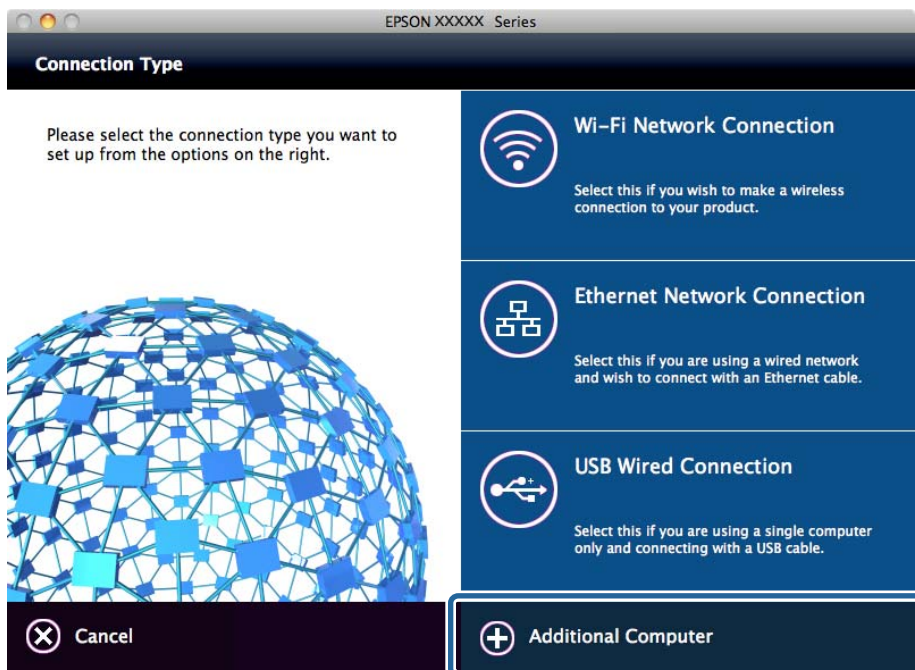 EPSON XXXXX Series
Connection Type
Please select the connection type you want to
set up from the options on the right.
Wi-Fi Network Connection
Select this if you wish to make a wireless
connection to your product.
Ethernet Network Connection
Select this if you are using a wired network
and wish to connect with an Ethernet cable.
USB Wired Connection
Select this if you are using a single computer
only and connecting with a USB cable.
Cancel
Additional Computer